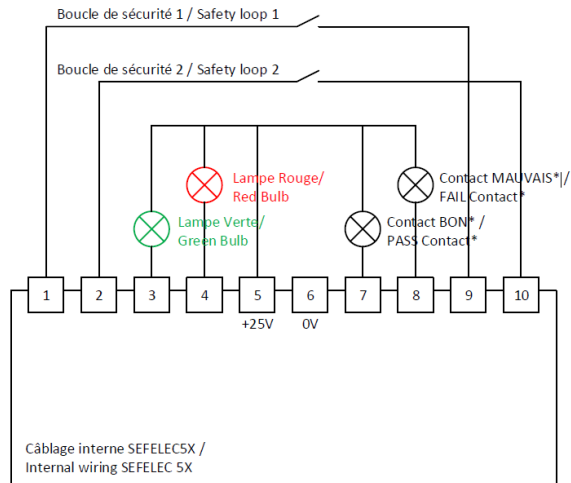 Boucle de sécurité 1 / Safety loop 1
Boucle de sécurité 2 / Safety loop 2
Lampe Rouge/
Red Bulb
Contact MAUVAIS*|/
FAIL Contact*
Lampe Verte/
Green Bulb
Contact BON* /
PASS Contact*
1 2 3 4 5 6 7 8 9 10
+25V 0V
Câblage interne SEFELEC5X /
Internal wiring SEFELEC 5X